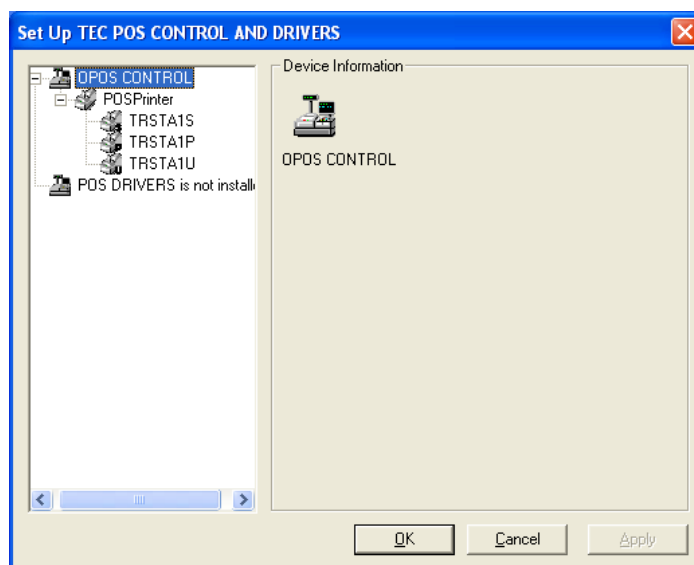 Set Up TEC POS CONTROL AND DRIVERS
OPOS CONTROL
POSPrinter
TRSTA1S
TRSTA1P
TRSTA1U
POS DRIVERS is not install
Device Information
OPOS CONTROL
OK
Cancel
Apply